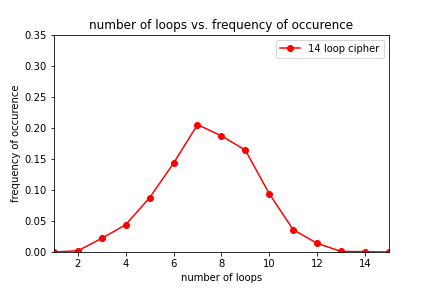 number of loops vs. frequency of occurence
14 loop cipher
frequency of occurence
0.35
0.30
0.25
0.20
0.15
0.10
0.05
0.00
2 4 6 8 10 12 14
number of loops